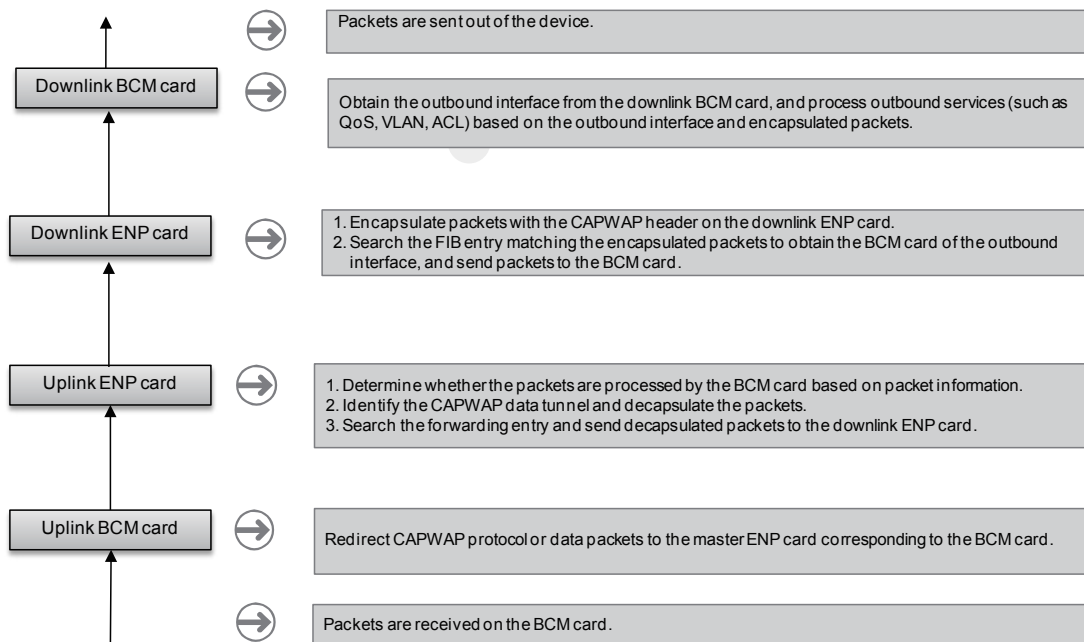 Packets are sent out of the device.
Downlink BCM card
Obtain the outbound interface from the downlink BCM card, and process outbound services (such as
QoS, VLAN, ACL) based on the outbound interface and encapsulated packets.
Downlink ENP card
1. Encapsulate packets with the CAPWAP header on the downlink ENP card.
2. Search the FIB entry matching the encapsulated packets to obtain the BCM card of the outbound
interface, and send packets to the BCM card.
Uplink ENP card
1. Determine whether the packets are processed by the BCM card based on packet information.
2. Identify the CAPWAP data tunnel and decapsulate the packets.
3. Search the forwarding entry and send decapsulated packets to the downlink ENP card.
Uplink BCM card
Redirect CAPWAP protocol or data packets to the master ENP card corresponding to the BCM card.
Packets are received on the BCM card.